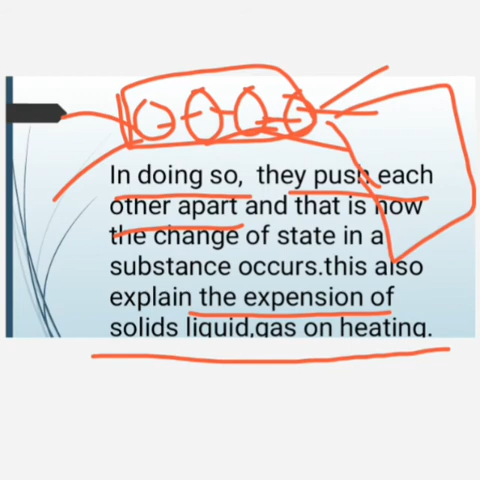 In doing so, they push each
other apart and that is how
the change of state in a
substance occurs.this also
explain the expension of
solids liquid,gas on heating.